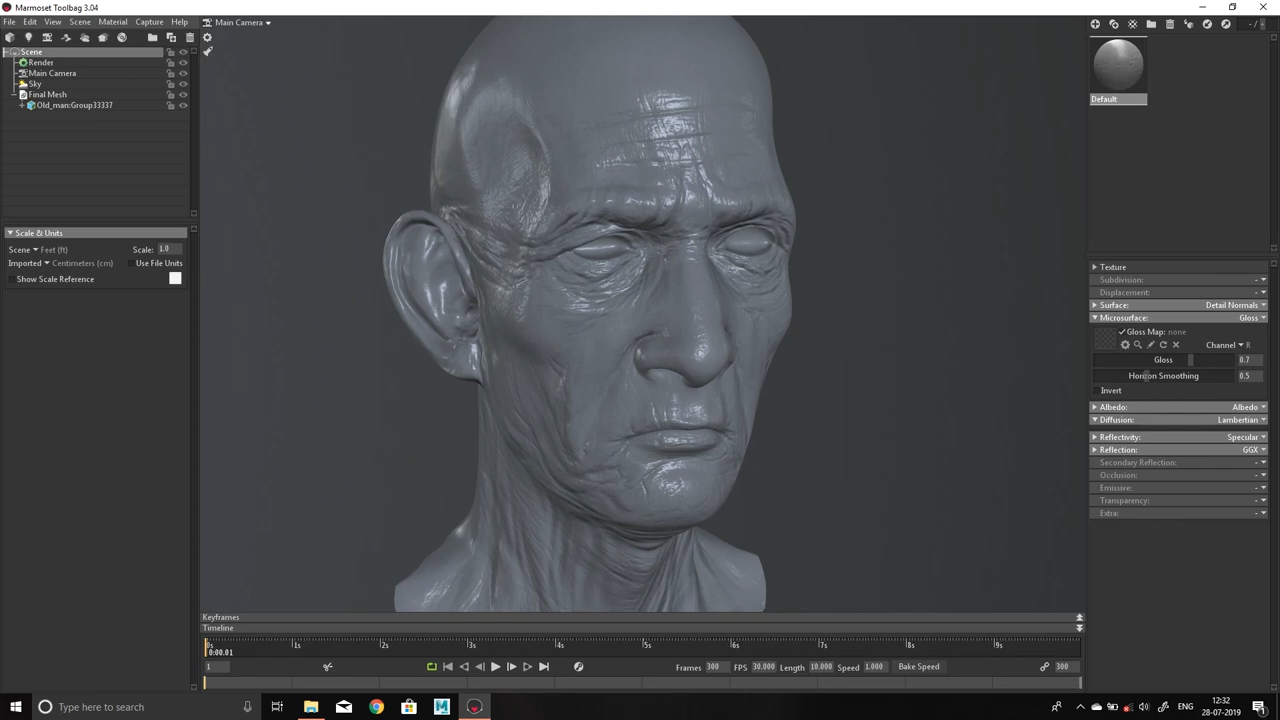 Marmoset Toolbag 3.04
File Edit View Scene Material Capture Help
Main Camera
Scene
Render
Main Camera
Sky
Final Mesh
Old_man:Group33337
Scale & Units
Scene Feet (ft) Scale: 1.0
Imported Centimeters (cm) Use File Units
Show Scale Reference
- /
Default
Texture
Subdivision: -
Displacement: -
Surface: Detail Normals
Microsurface: Gloss
Gloss Map: none
Channel R
Gloss 0.7
Horizon Smoothing 0.5
Invert
Albedo: Albedo
Diffusion: Lambertian
Reflectivity: Specular
Reflection: GGX
Secondary Reflection: -
Occlusion: -
Emissive: -
Transparency: -
Extra: -
Keyframes
Timeline
0s 1s 2s 3s 4s 5s 6s 7s 8s 9s
0:00.01
1 Frames 300 FPS 30.000 Length 10.000 Speed 1.000 Bake Speed 300
Type here to search
ENG
12:32
28-07-2019